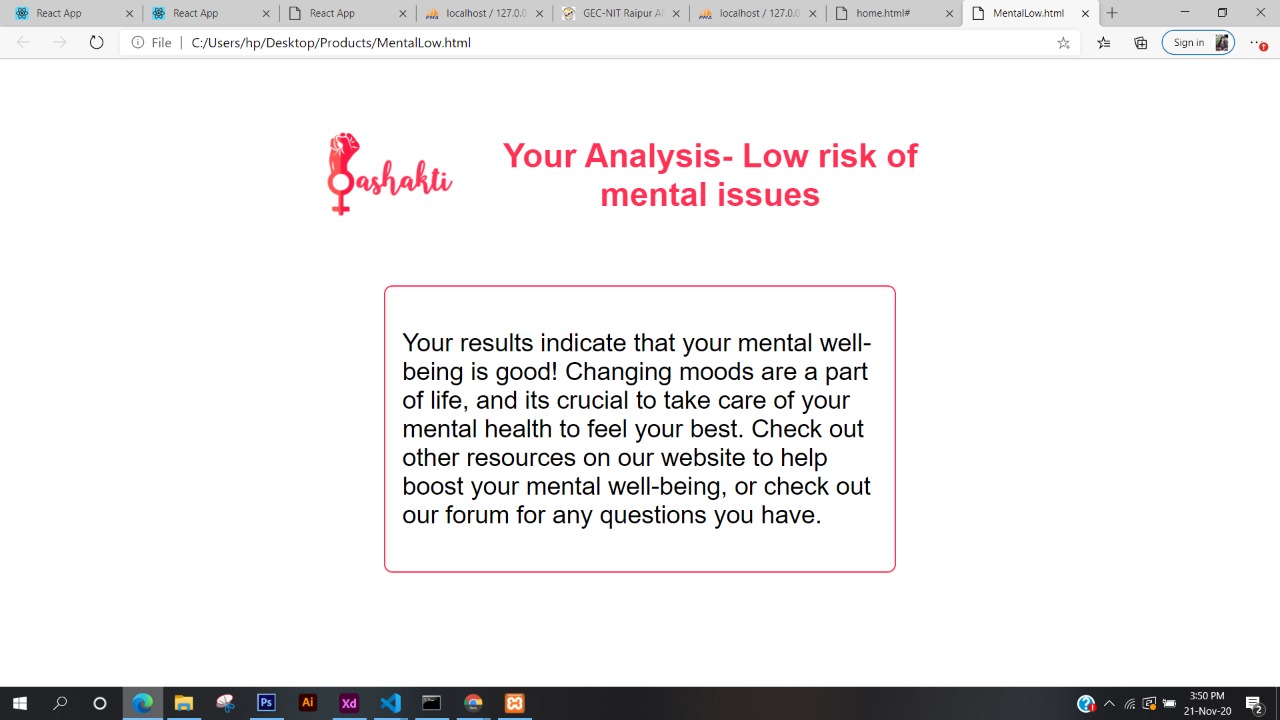 React App
React App
React App
localhost / 127.0.0
GEC-NIT Raipur A
localhost / 127.0.0
home.html#
MentalLow.html
File
C:/Users/hp/Desktop/Products/MentalLow.html
Sign in
ashakti
Your Analysis- Low risk of
mental issues
Your results indicate that your mental well-
being is good! Changing moods are a part
of life, and its crucial to take care of your
mental health to feel your best. Check out
other resources on our website to help
boost your mental well-being, or check out
our forum for any questions you have.
Ps
Ai
Xd
3:50 PM
21-Nov-20
2